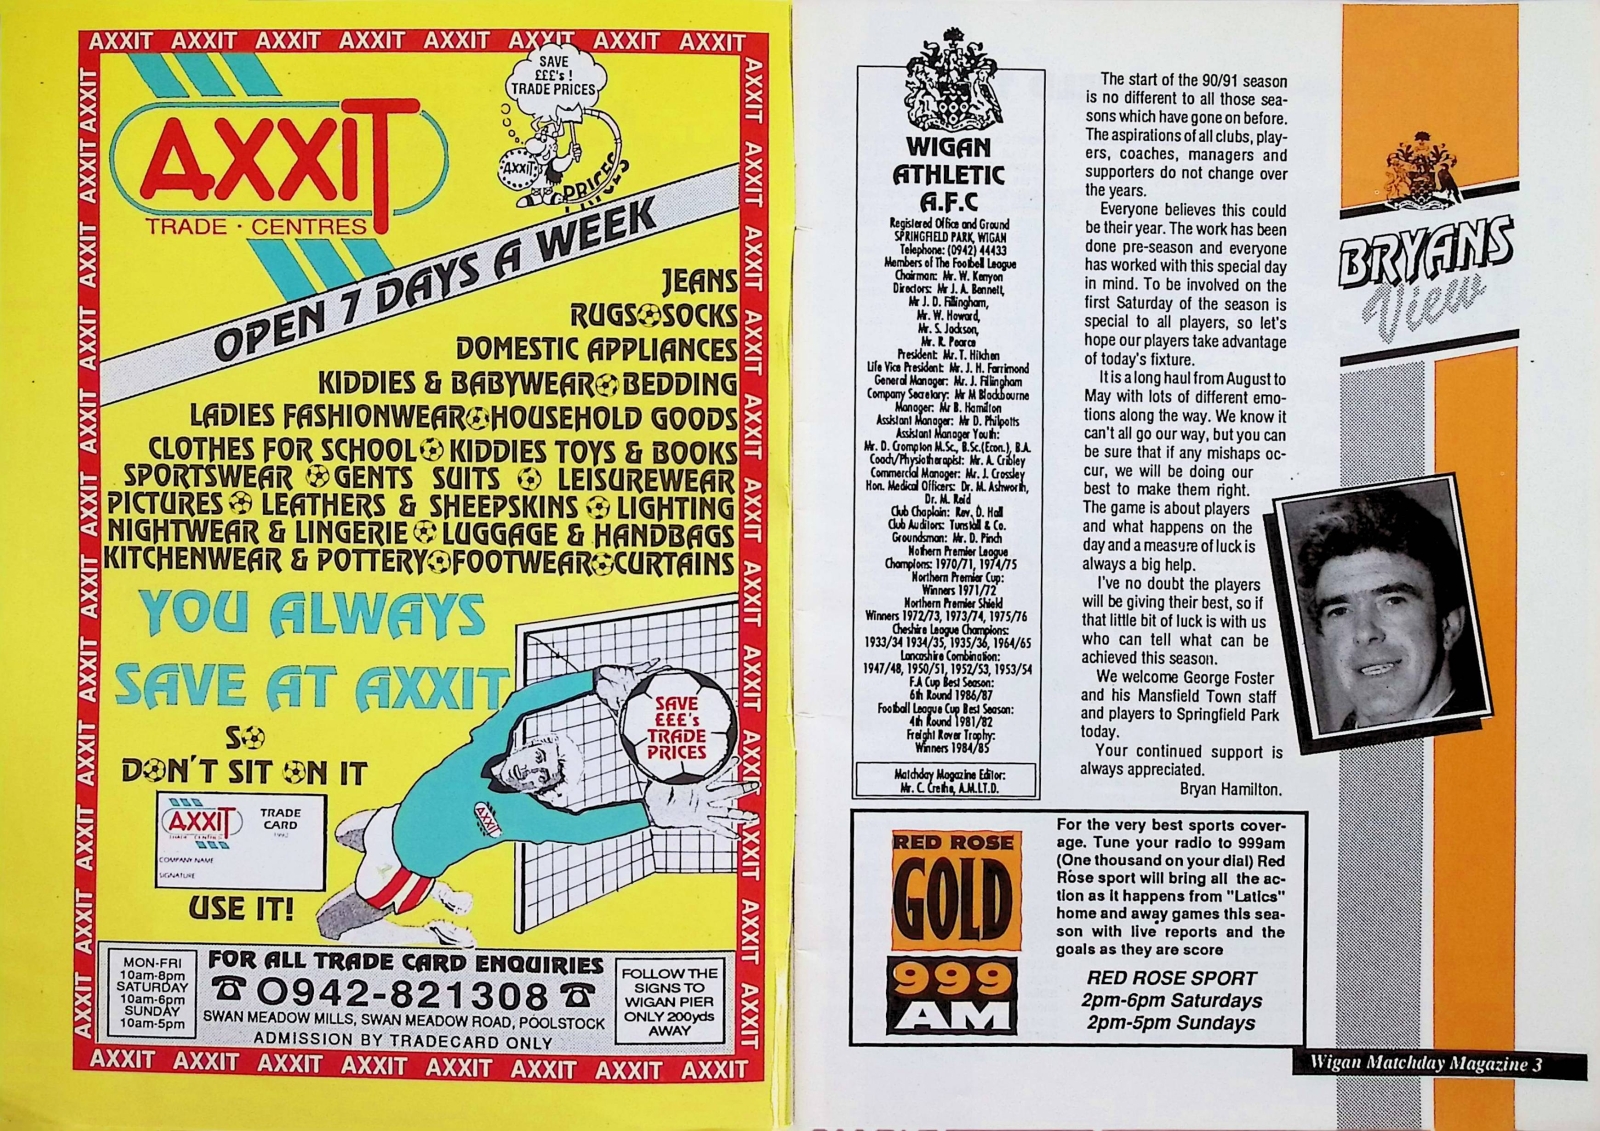 AXXIT AXXIT AXXIT AXXIT AXXIT AXXIT AXXIT AXXIT
SAVE
£££'s !
TRADE PRICES
AXXIT
TRADE · CENTRES
AXXIT
PRICES
OPEN 7 DAYS A WEEK
JEANS
RUGS SOCKS
DOMESTIC APPLIANCES
KIDDIES & BABYWEAR BEDDING
LADIES FASHIONWEAR HOUSEHOLD GOODS
CLOTHES FOR SCHOOL KIDDIES TOYS & BOOKS
SPORTSWEAR GENTS SUITS LEISUREWEAR
PICTURES LEATHERS & SHEEPSKINS LIGHTING
NIGHTWEAR & LINGERIE LUGGAGE & HANDBAGS
KITCHENWEAR & POTTERY FOOTWEAR CURTAINS
YOU ALWAYS
SAVE AT AXXIT
SO
DON'T SIT ON IT
SAVE
£££'s
TRADE
PRICES
AXXIT
AXXIT
TRADE CENTRES
TRADE
CARD
COMPANY NAME
SIGNATURE
USE IT!
MON-FRI
10am-8pm
SATURDAY
10am-6pm
SUNDAY
10am-5pm
FOR ALL TRADE CARD ENQUIRIES
0942-821308
SWAN MEADOW MILLS, SWAN MEADOW ROAD, POOLSTOCK
ADMISSION BY TRADECARD ONLY
FOLLOW THE
SIGNS TO
WIGAN PIER
ONLY 200yds
AWAY
AXXIT AXXIT AXXIT AXXIT AXXIT AXXIT AXXIT AXXIT
WIGAN
ATHLETIC
A.F.C
Registered Office and Ground
SPRINGFIELD PARK, WIGAN
Telephone: (0942) 44433
Members of The Football League
Chairman: Mr. W. Kenyon
Directors: Mr J. A. Bennett,
Mr J. D. Fillingham,
Mr. W. Howard,
Mr. S. Jackson,
Mr. R. Pearce
President: Mr. T. Hitchen
Life Vice President: Mr. J. H. Farrimond
General Manager: Mr. J. Fillingham
Company Secretary: Mr M Blackbourne
Manager: Mr B. Hamilton
Assistant Manager: Mr D. Philpotts
Assistant Manager Youth:
Mr. D. Crompton M.Sc., B.Sc.(Econ.), B.A.
Coach/Physiotherapist: Mr. A. Cribley
Commercial Manager: Mr. J. Crossley
Hon. Medical Officers: Dr. M. Ashworth,
Dr. M. Reid
Club Chaplain: Rev. D. Hall
Club Auditors: Tunstall & Co.
Groundsman: Mr. D. Pinch
Nothern Premier League
Champions: 1970/71, 1974/75
Northern Premier Cup:
Winners 1971/72
Northern Premier Shield
Winners 1972/73, 1973/74, 1975/76
Cheshire League Champions:
1933/34 1934/35, 1935/36, 1964/65
Lancashire Combination:
1947/48, 1950/51, 1952/53, 1953/54
F.A Cup Best Season:
6th Round 1986/87
Football League Cup Best Season:
4th Round 1981/82
Freight Rover Trophy:
Winners 1984/85
Matchday Magazine Editor:
Mr. C. Crethe, A.M.I.T.D.
The start of the 90/91 season
is no different to all those sea-
sons which have gone on before.
The aspirations of all clubs, play-
ers, coaches, managers and
supporters do not change over
the years.
Everyone believes this could
be their year. The work has been
done pre-season and everyone
has worked with this special day
in mind. To be involved on the
first Saturday of the season is
special to all players, so let's
hope our players take advantage
of today's fixture.
It is a long haul from August to
May with lots of different emo-
tions along the way. We know it
can't all go our way, but you can
be sure that if any mishaps oc-
cur, we will be doing our
best to make them right.
The game is about players
and what happens on the
day and a measure of luck is
always a big help.
I've no doubt the players
will be giving their best, so if
that little bit of luck is with us
who can tell what can be
achieved this season.
We welcome George Foster
and his Mansfield Town staff
and players to Springfield Park
today.
Your continued support is
always appreciated.
Bryan Hamilton.
BRYANS
View
RED ROSE
GOLD
999
AM
For the very best sports cover-
age. Tune your radio to 999am
(One thousand on your dial) Red
Rose sport will bring all the ac-
tion as it happens from "Latics"
home and away games this sea-
son with live reports and the
goals as they are score
RED ROSE SPORT
2pm-6pm Saturdays
2pm-5pm Sundays
Wigan Matchday Magazine 3